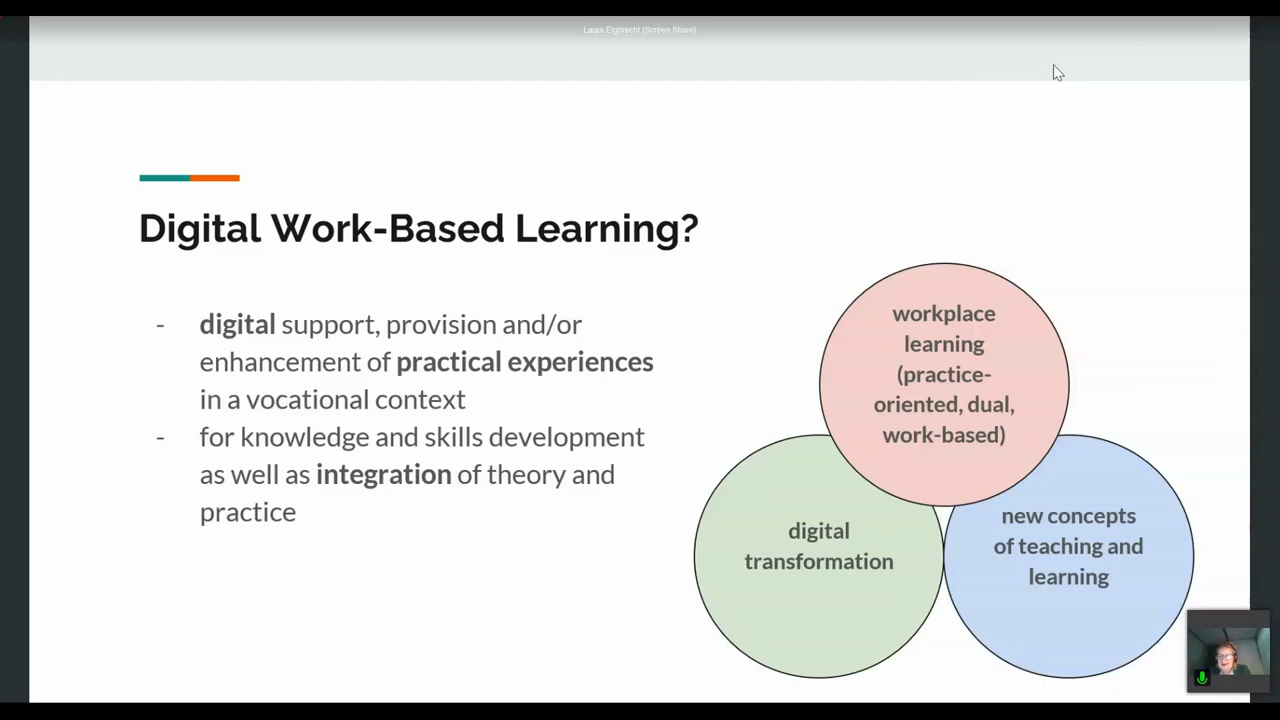 Laura Eigbrecht (Screen Share)
Digital Work-Based Learning?
- digital support, provision and/or
enhancement of practical experiences
in a vocational context
- for knowledge and skills development
as well as integration of theory and
practice
workplace
learning
(practice-
oriented, dual,
work-based)
digital
transformation
new concepts
of teaching and
learning